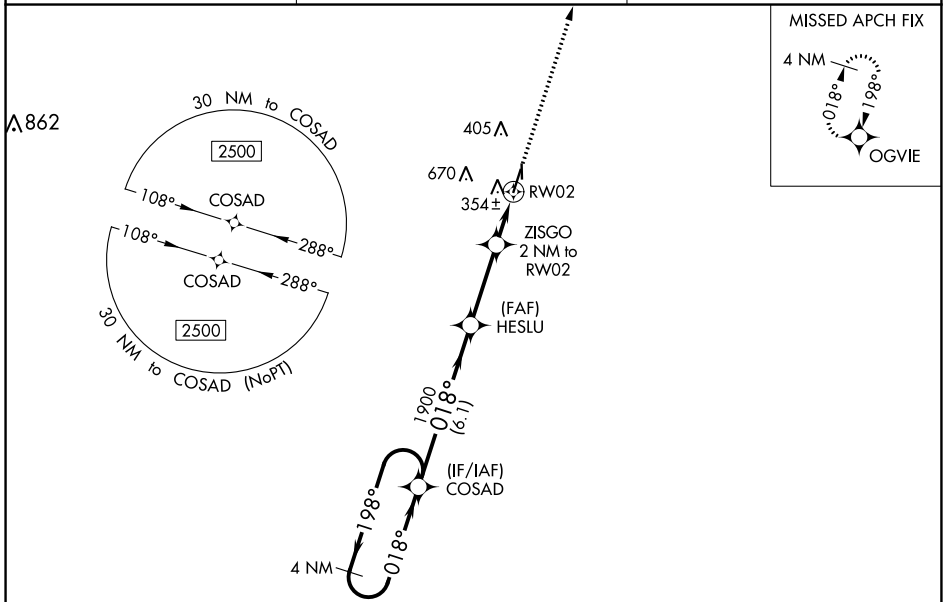 MISSED APCH FIX
4 NM
018°
198°
OGVIE
862
30 NM to COSAD
2500
108°
COSAD
288°
108°
COSAD
288°
2500
30 NM to COSAD (NoPT)
405
670
354±
RW02
ZISGO
2 NM to
RW02
(FAF)
HESLU
1900
018°
(6.1)
(IF/IAF)
COSAD
198°
018°
4 NM